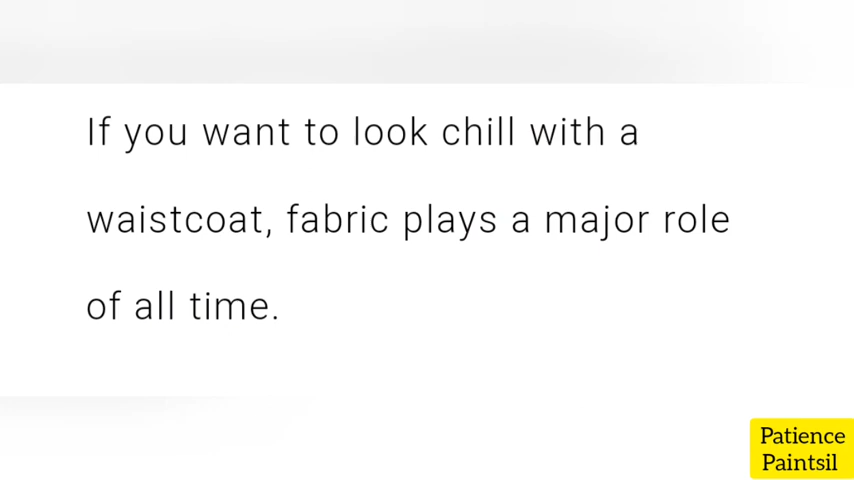 If you want to look chill with a
waistcoat, fabric plays a major role
of all time.
Patience
Paintsil